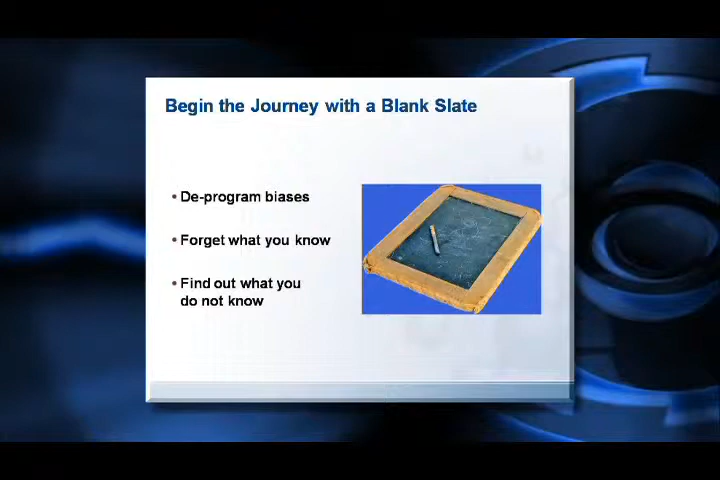 Begin the Journey with a Blank Slate
• De-program biases
• Forget what you know
• Find out what you
do not know